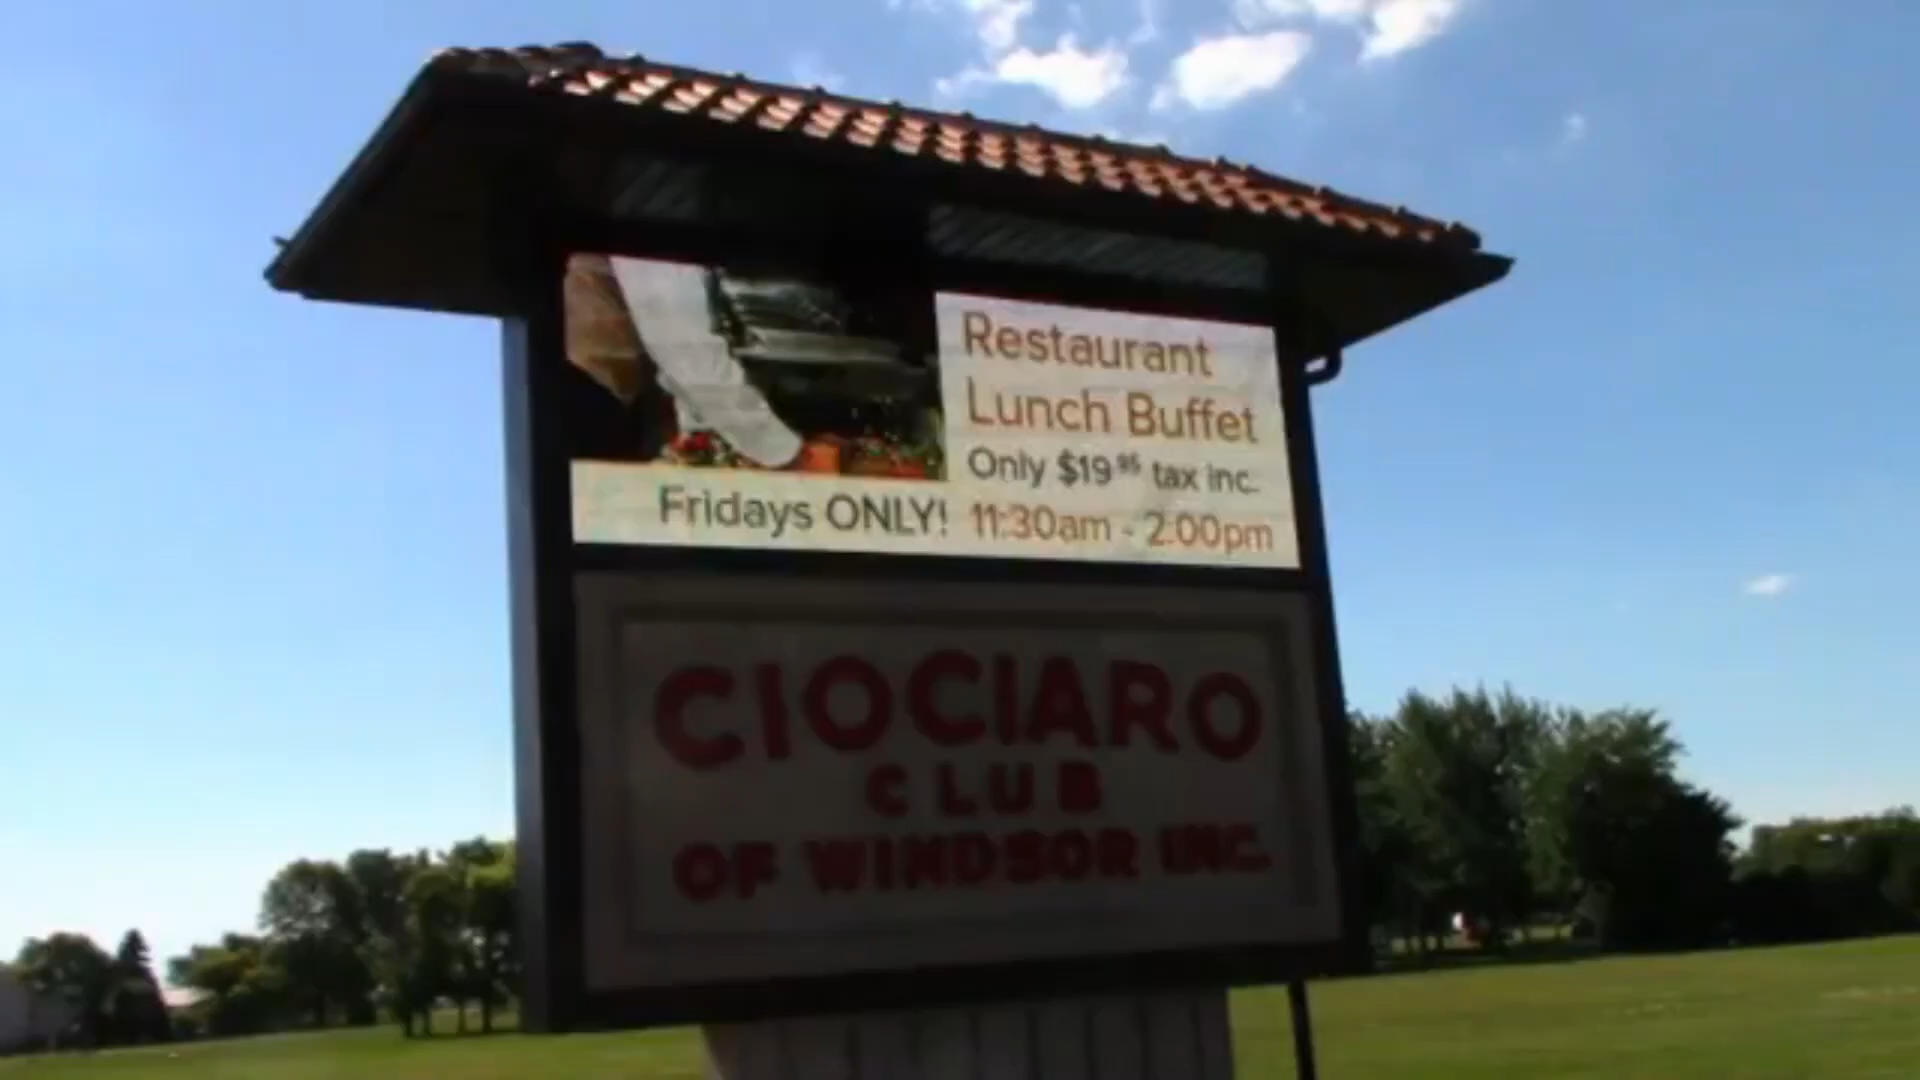 Restaurant
Lunch Buffet
Only $19.95 tax inc.
Fridays ONLY! 11:30am - 2:00pm
CIOCIARO
CLUB
OF WINDSOR INC.